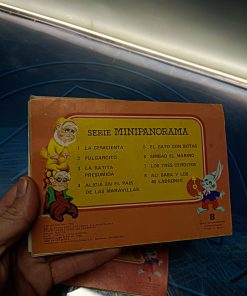 SERIE MINIPANORAMA
1 LA CENICIENTA
2 PULGARCITO
3 LA RATITA
PRESUMIDA
4 ALICIA EN EL PAIS
DE LAS MARAVILLAS
5 EL GATO CON BOTAS
6 SIMBAD EL MARINO
7 LOS TRES CERDITOS
8 ALI BABA Y LOS
40 LADRONES
8